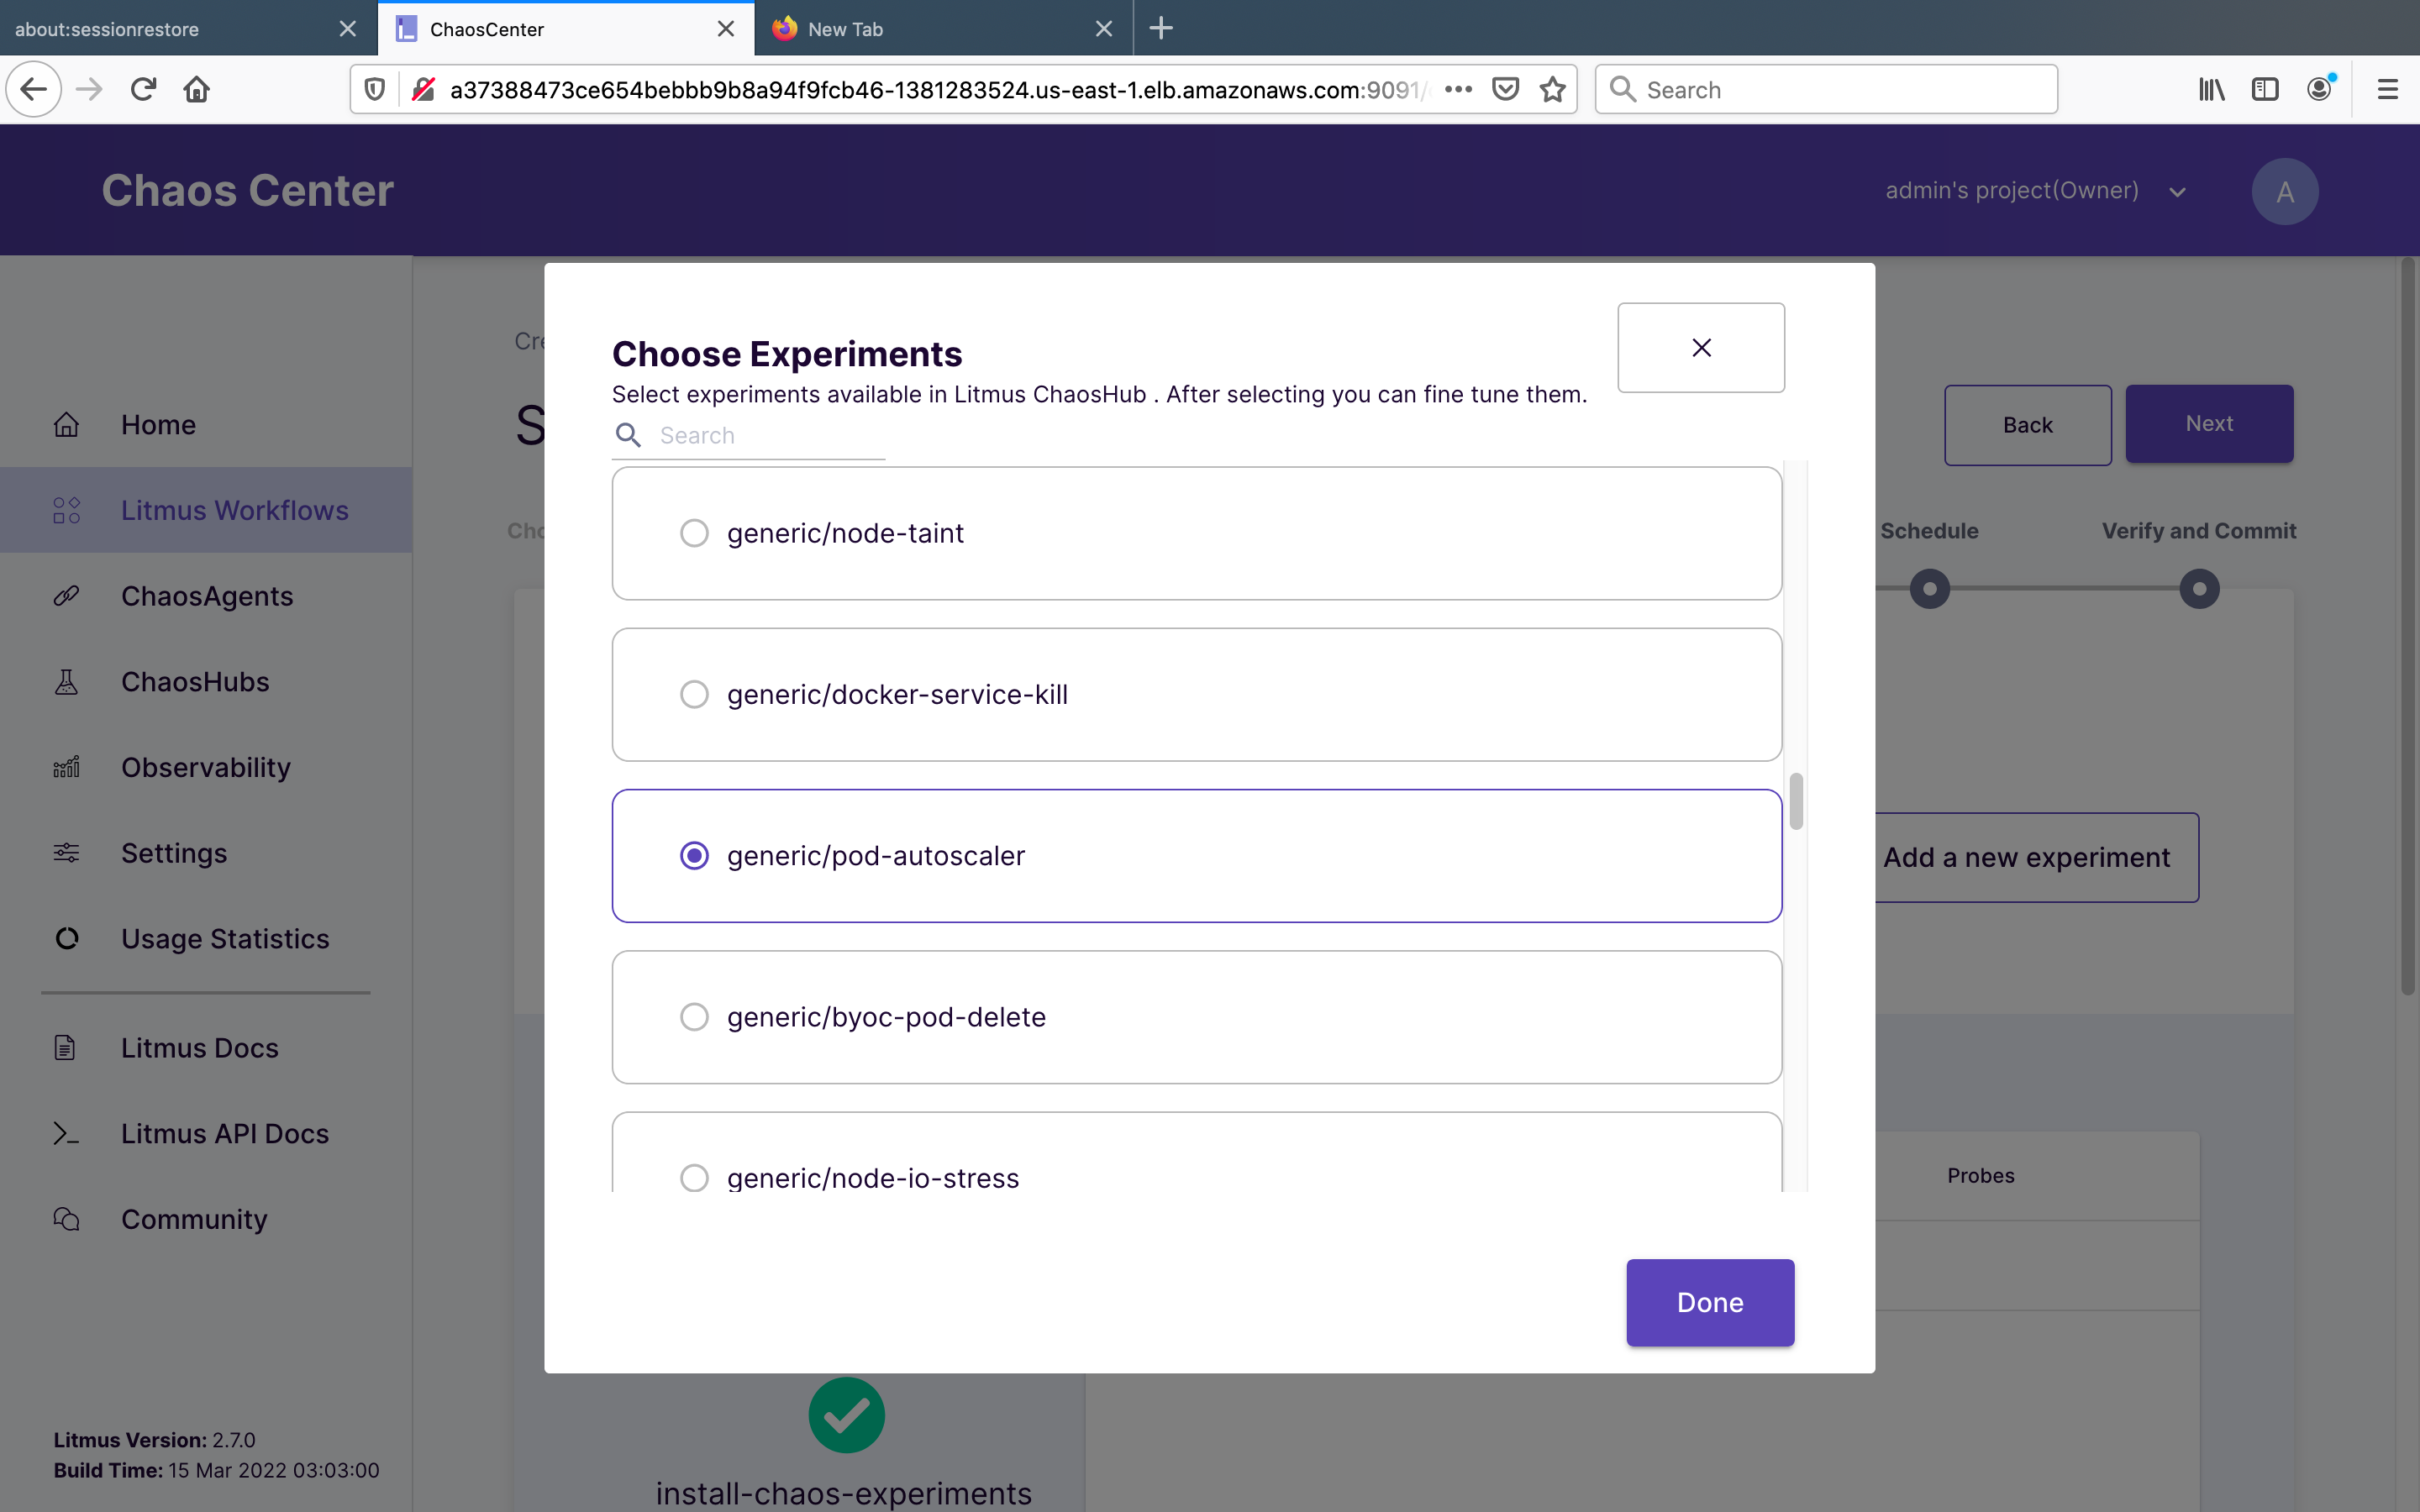 about:sessionrestore
ChaosCenter
New Tab
a37388473ce654bebbb9b8a94f9fcb46-1381283524.us-east-1.elb.amazonaws.com:9091/
Search
Chaos Center
admin's project(Owner)
A
Cre
Choose Experiments
Select experiments available in Litmus ChaosHub . After selecting you can fine tune them.
Search
S
Back
Next
Home
Litmus Workflows
ChaosAgents
ChaosHubs
Observability
Settings
Usage Statistics
Litmus Docs
Litmus API Docs
Community
Cho
Schedule
Verify and Commit
generic/node-taint
generic/docker-service-kill
generic/pod-autoscaler
generic/byoc-pod-delete
generic/node-io-stress
Add a new experiment
Probes
Done
install-chaos-experiments
Litmus Version: 2.7.0
Build Time: 15 Mar 2022 03:03:00